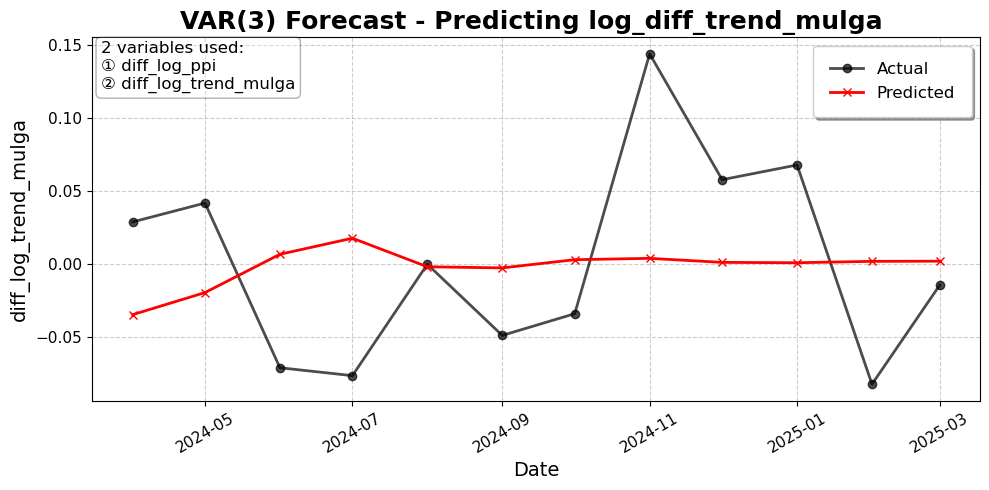 VAR(3) Forecast - Predicting log_diff_trend_mulga
2 variables used:
① diff_log_ppi
② diff_log_trend_mulga
Actual
Predicted
diff_log_trend_mulga
0.15
0.10
0.05
0.00
−0.05
2024-05
2024-07
2024-09
2024-11
2025-01
2025-03
Date